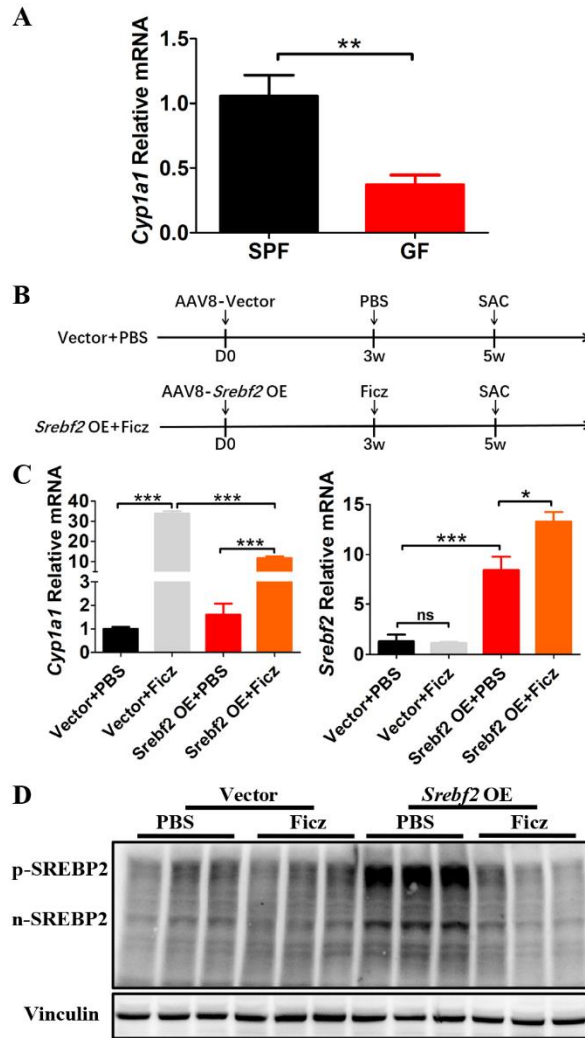 A
Cyp1a1 Relative mRNA
1.5
1.0
0.5
0.0
**
SPF
GF
B
AAV8-Vector
PBS
SAC
Vector+PBS
D0
3w
5w
AAV8-Srebf2 OE
Ficz
SAC
Srebf2 OE+Ficz
D0
3w
5w
C
Cyp1a1 Relative mRNA
40
30
20
10
2
1
0
***
***
***
Vector+PBS
Vector+Ficz
Srebf2 OE+PBS
Srebf2 OE+Ficz
Srebf2 Relative mRNA
15
10
5
0
ns
***
*
Vector+PBS
Vector+Ficz
Srebf2 OE+PBS
Srebf2 OE+Ficz
D
Vector
Srebf2 OE
PBS
Ficz
PBS
Ficz
p-SREBP2
n-SREBP2
Vinculin